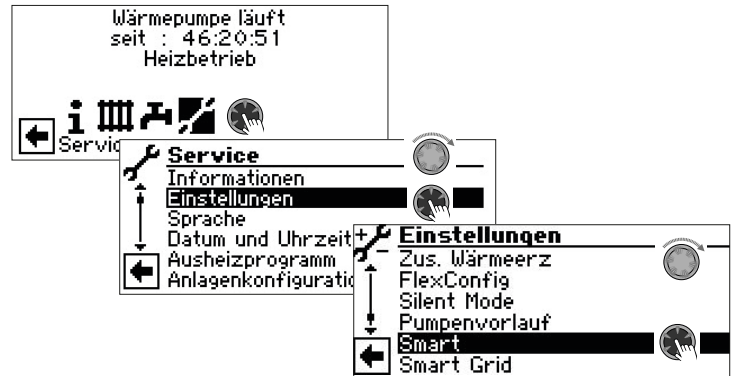 Wärmepumpe läuft
seit : 46:20:51
Heizbetrieb
Servic
Service
Informationen
Einstellungen
Sprache
Datum und Uhrzeit
Ausheizprogramm
Anlagenkonfiguratio
Einstellungen
Zus. Wärmeerz
FlexConfig
Silent Mode
Pumpenvorlauf
Smart
Smart Grid